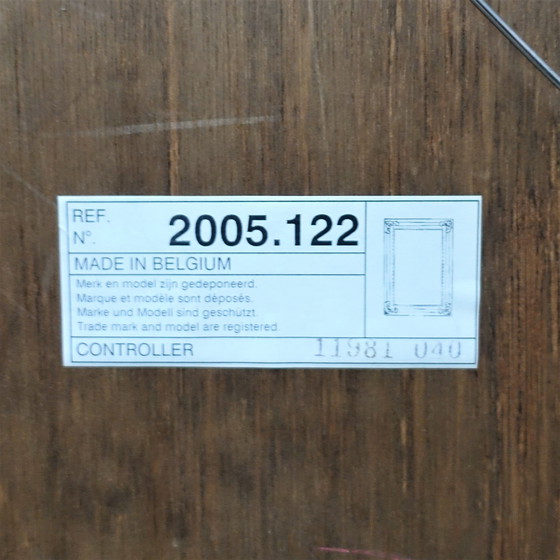 REF.
N°. 2005.122
MADE IN BELGIUM
Merk en model zijn gedeponeerd.
Marque et modèle sont déposés.
Marke und Modell sind geschützt.
Trade mark and model are registered.
CONTROLLER 11981 040